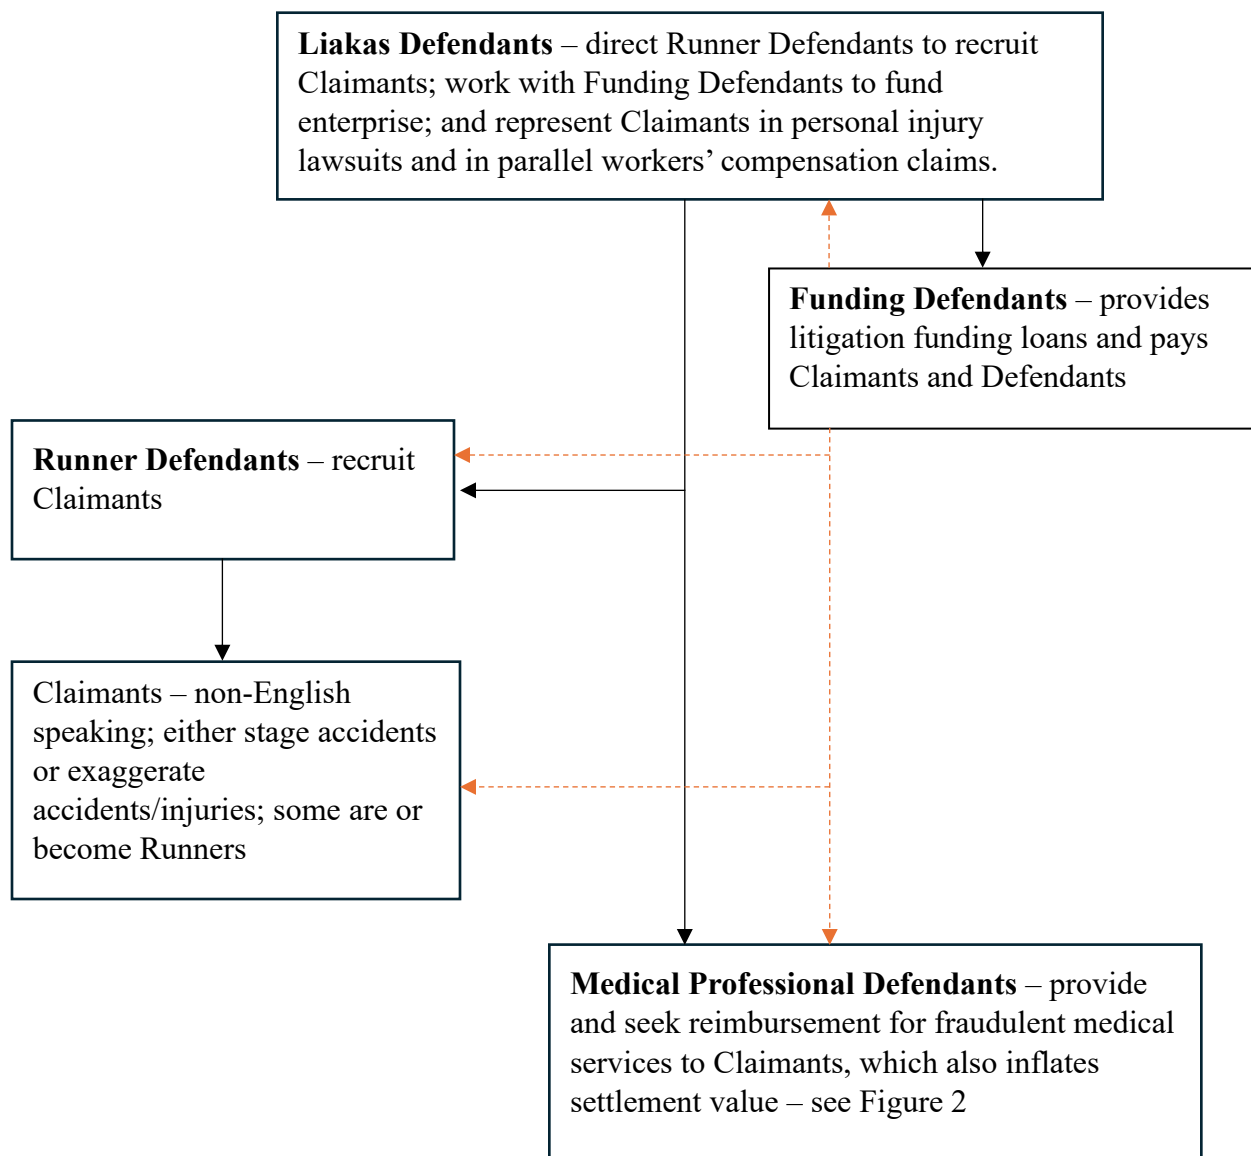 Liakas Defendants – direct Runner Defendants to recruit
Claimants; work with Funding Defendants to fund
enterprise; and represent Claimants in personal injury
lawsuits and in parallel workers’ compensation claims.
Funding Defendants – provides
litigation funding loans and pays
Claimants and Defendants
Runner Defendants – recruit
Claimants
Claimants – non-English
speaking; either stage accidents
or exaggerate
accidents/injuries; some are or
become Runners
Medical Professional Defendants – provide
and seek reimbursement for fraudulent medical
services to Claimants, which also inflates
settlement value – see Figure 2